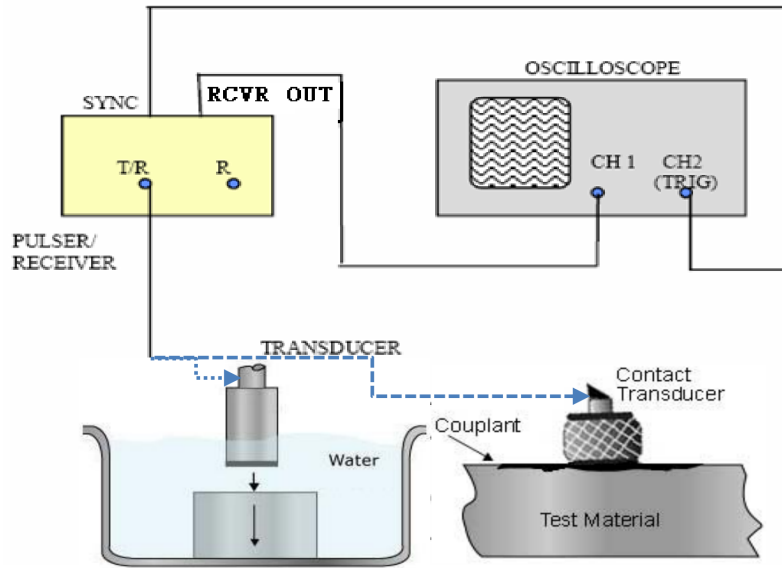 OSCILLOSCOPE
SYNC
RCVR OUT
T/R
R
CH 1
CH2
(TRIG)
PULSER/
RECEIVER
TRANSDUCER
Contact
Transducer
Couplant
Water
Test Material